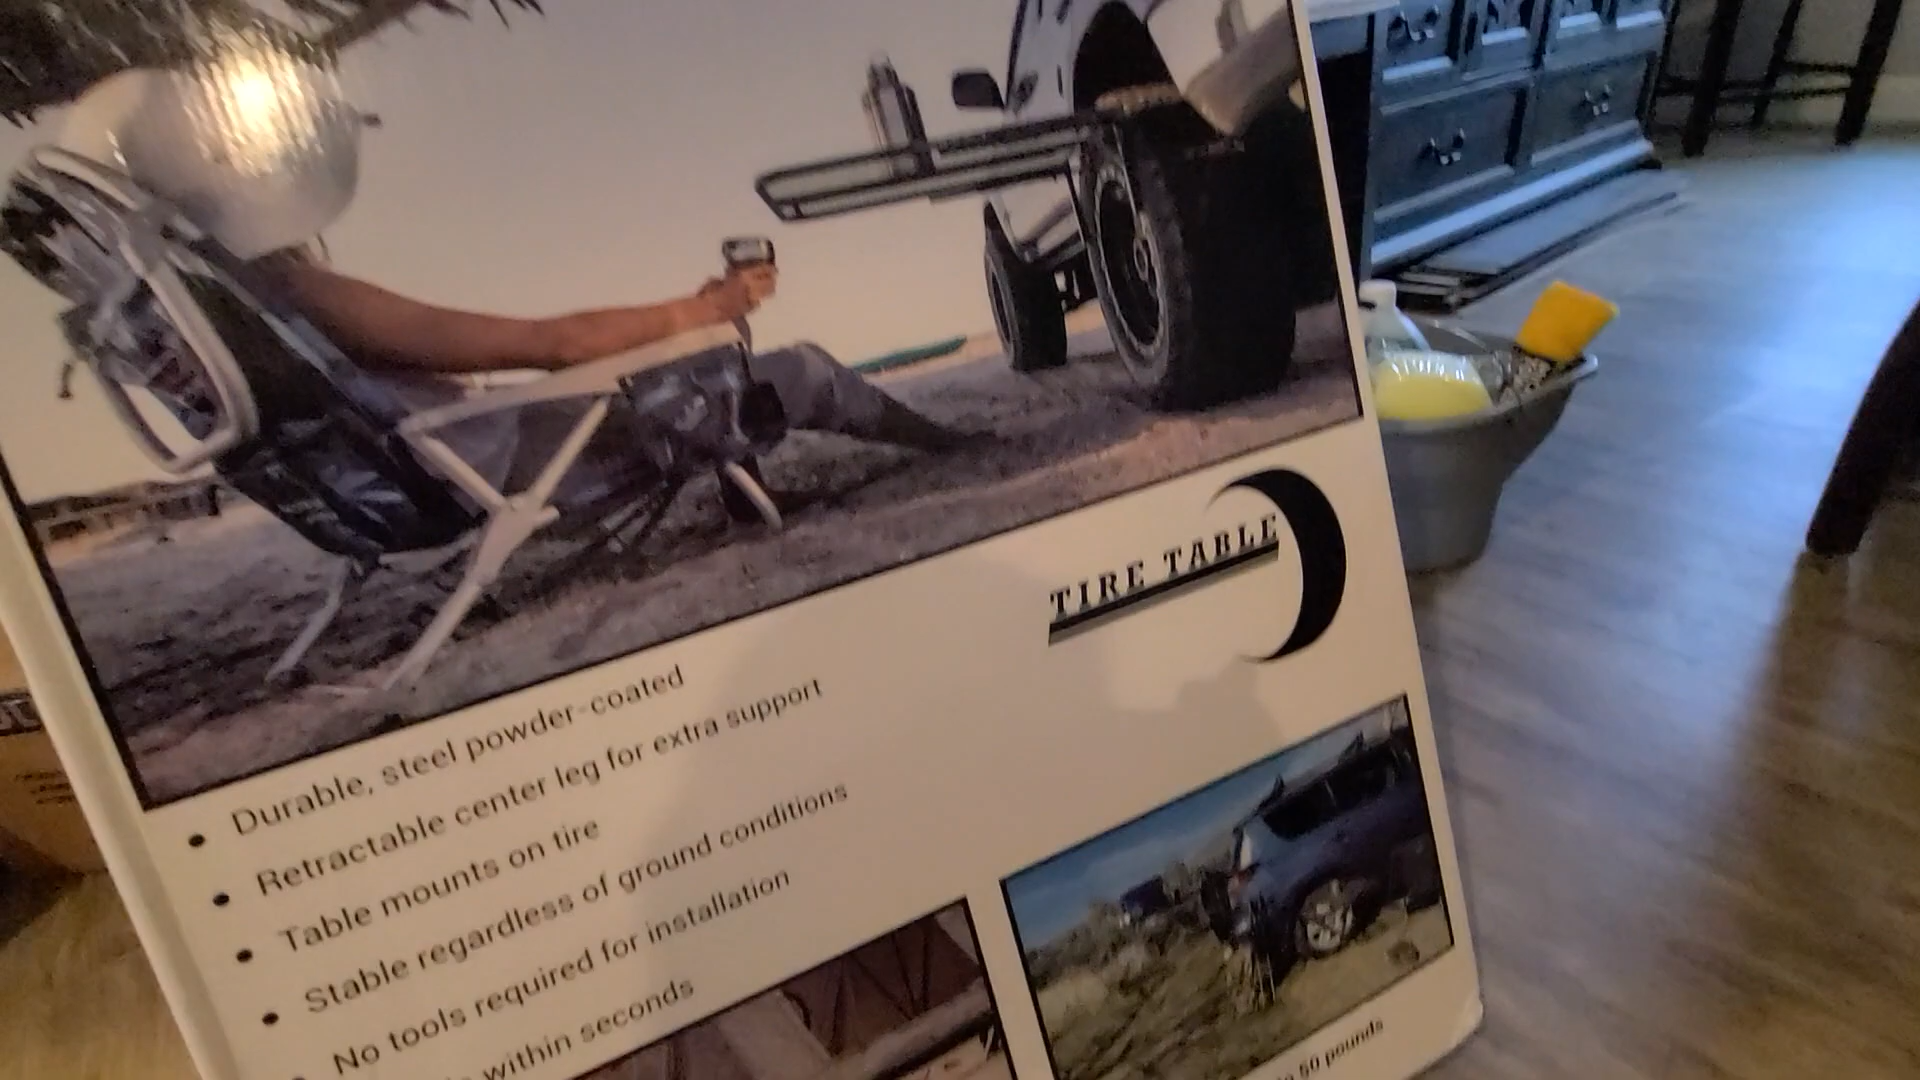 TIRE TABLE
Durable, steel powder-coated
Retractable center leg for extra support
Table mounts on tire
Stable regardless of ground conditions
No tools required for installation
within seconds
50 pounds